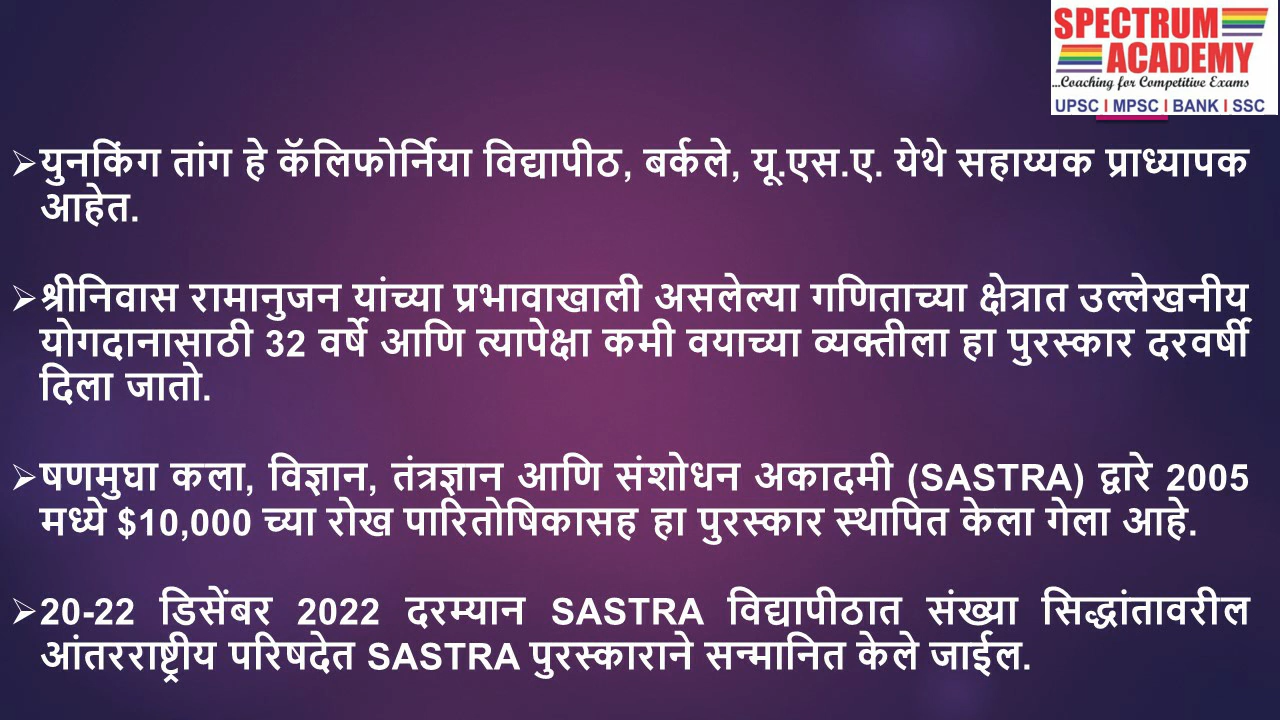 SPECTRUM
ACADEMY
...Coaching for Competitive Exams
UPSC I MPSC I BANK I SSC
➢युनकिंग तांग हे कॅलिफोर्निया विद्यापीठ, बर्कले, यू.एस.ए. येथे सहाय्यक प्राध्यापक
आहेत.
➢श्रीनिवास रामानुजन यांच्या प्रभावाखाली असलेल्या गणिताच्या क्षेत्रात उल्लेखनीय
योगदानासाठी 32 वर्षे आणि त्यापेक्षा कमी वयाच्या व्यक्तीला हा पुरस्कार दरवर्षी
दिला जातो.
➢षणमुघा कला, विज्ञान, तंत्रज्ञान आणि संशोधन अकादमी (SASTRA) द्वारे 2005
मध्ये $10,000 च्या रोख पारितोषिकासह हा पुरस्कार स्थापित केला गेला आहे.
➢20-22 डिसेंबर 2022 दरम्यान SASTRA विद्यापीठात संख्या सिद्धांतावरील
आंतरराष्ट्रीय परिषदेत SASTRA पुरस्काराने सन्मानित केले जाईल.